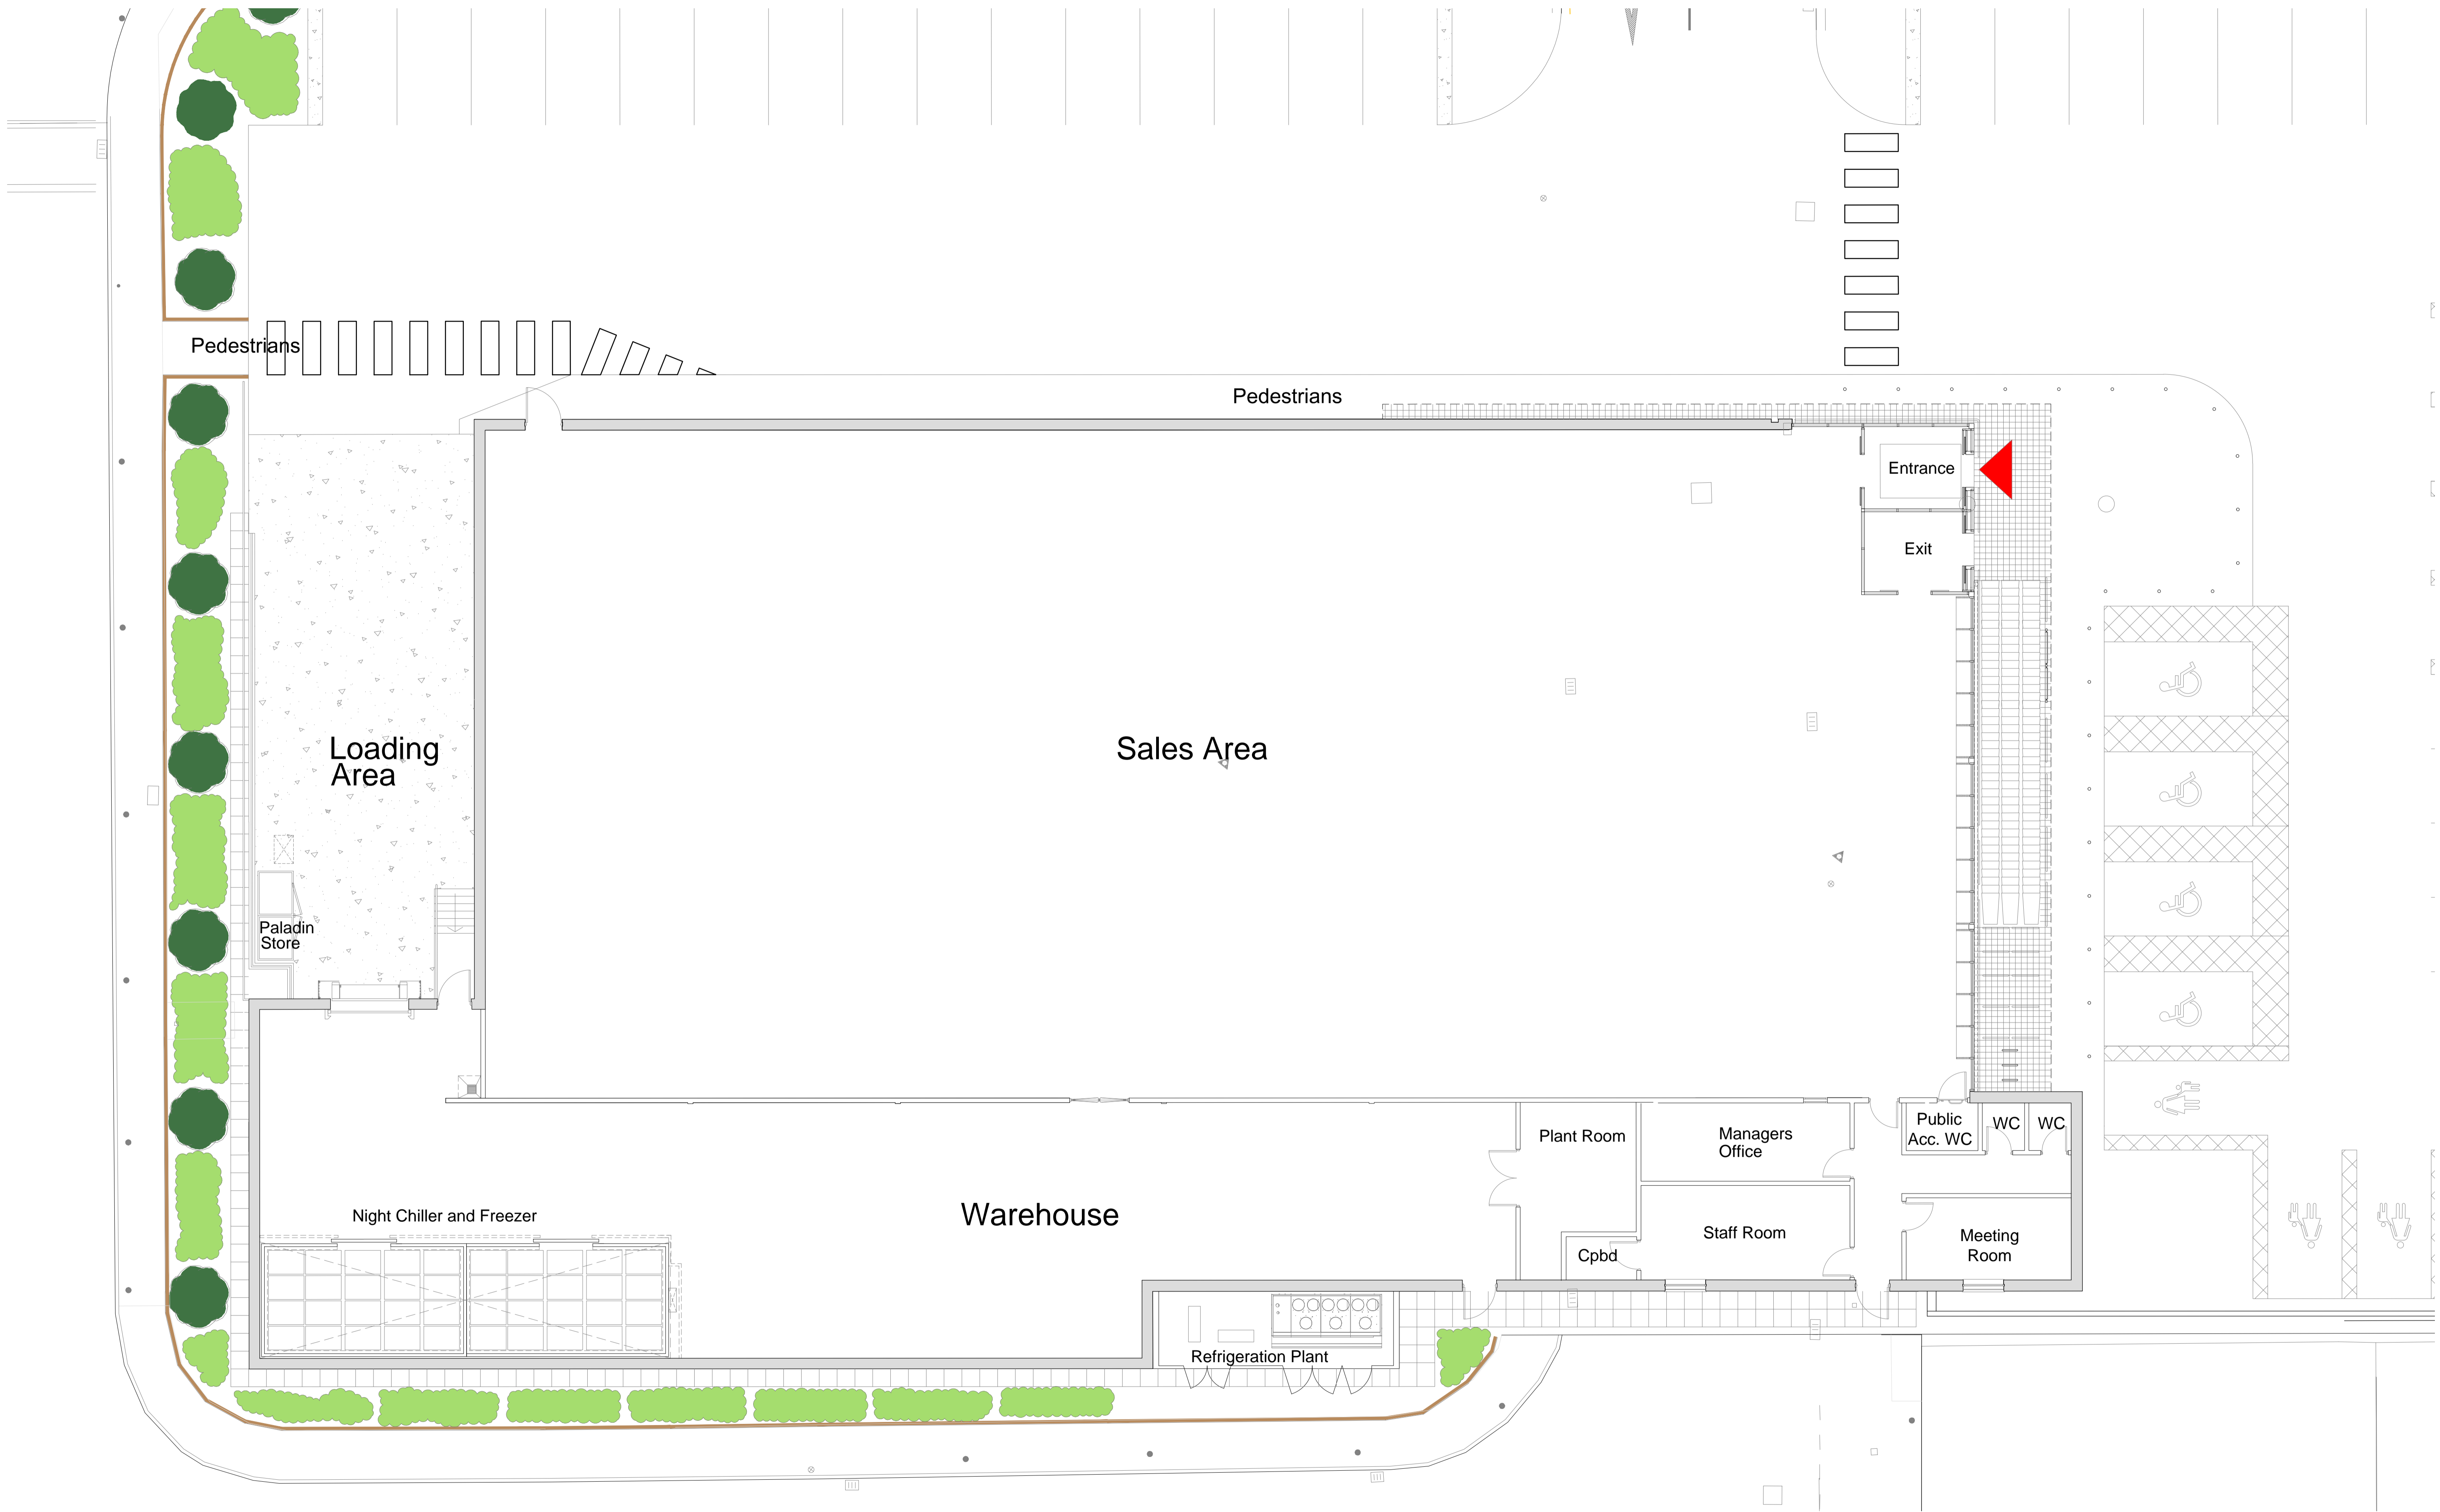 Pedestrians
Pedestrians
Entrance
Exit
Loading
Area
Sales Area
Paladin
Store
Public
Acc. WC
WC
WC
Plant Room
Managers
Office
Night Chiller and Freezer
Warehouse
Staff Room
Cpbd
Meeting
Room
Refrigeration Plant